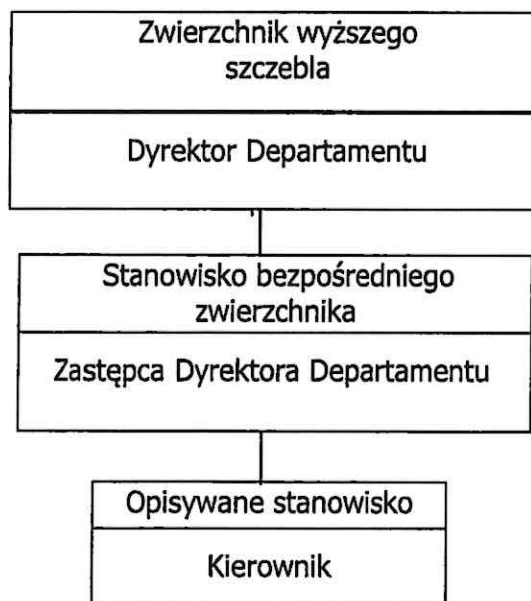 Zwierzchnik wyższego
szczebla
Dyrektor Departamentu
Stanowisko bezpośredniego
zwierzchnika
Zastępca Dyrektora Departamentu
Opisywane stanowisko
Kierownik